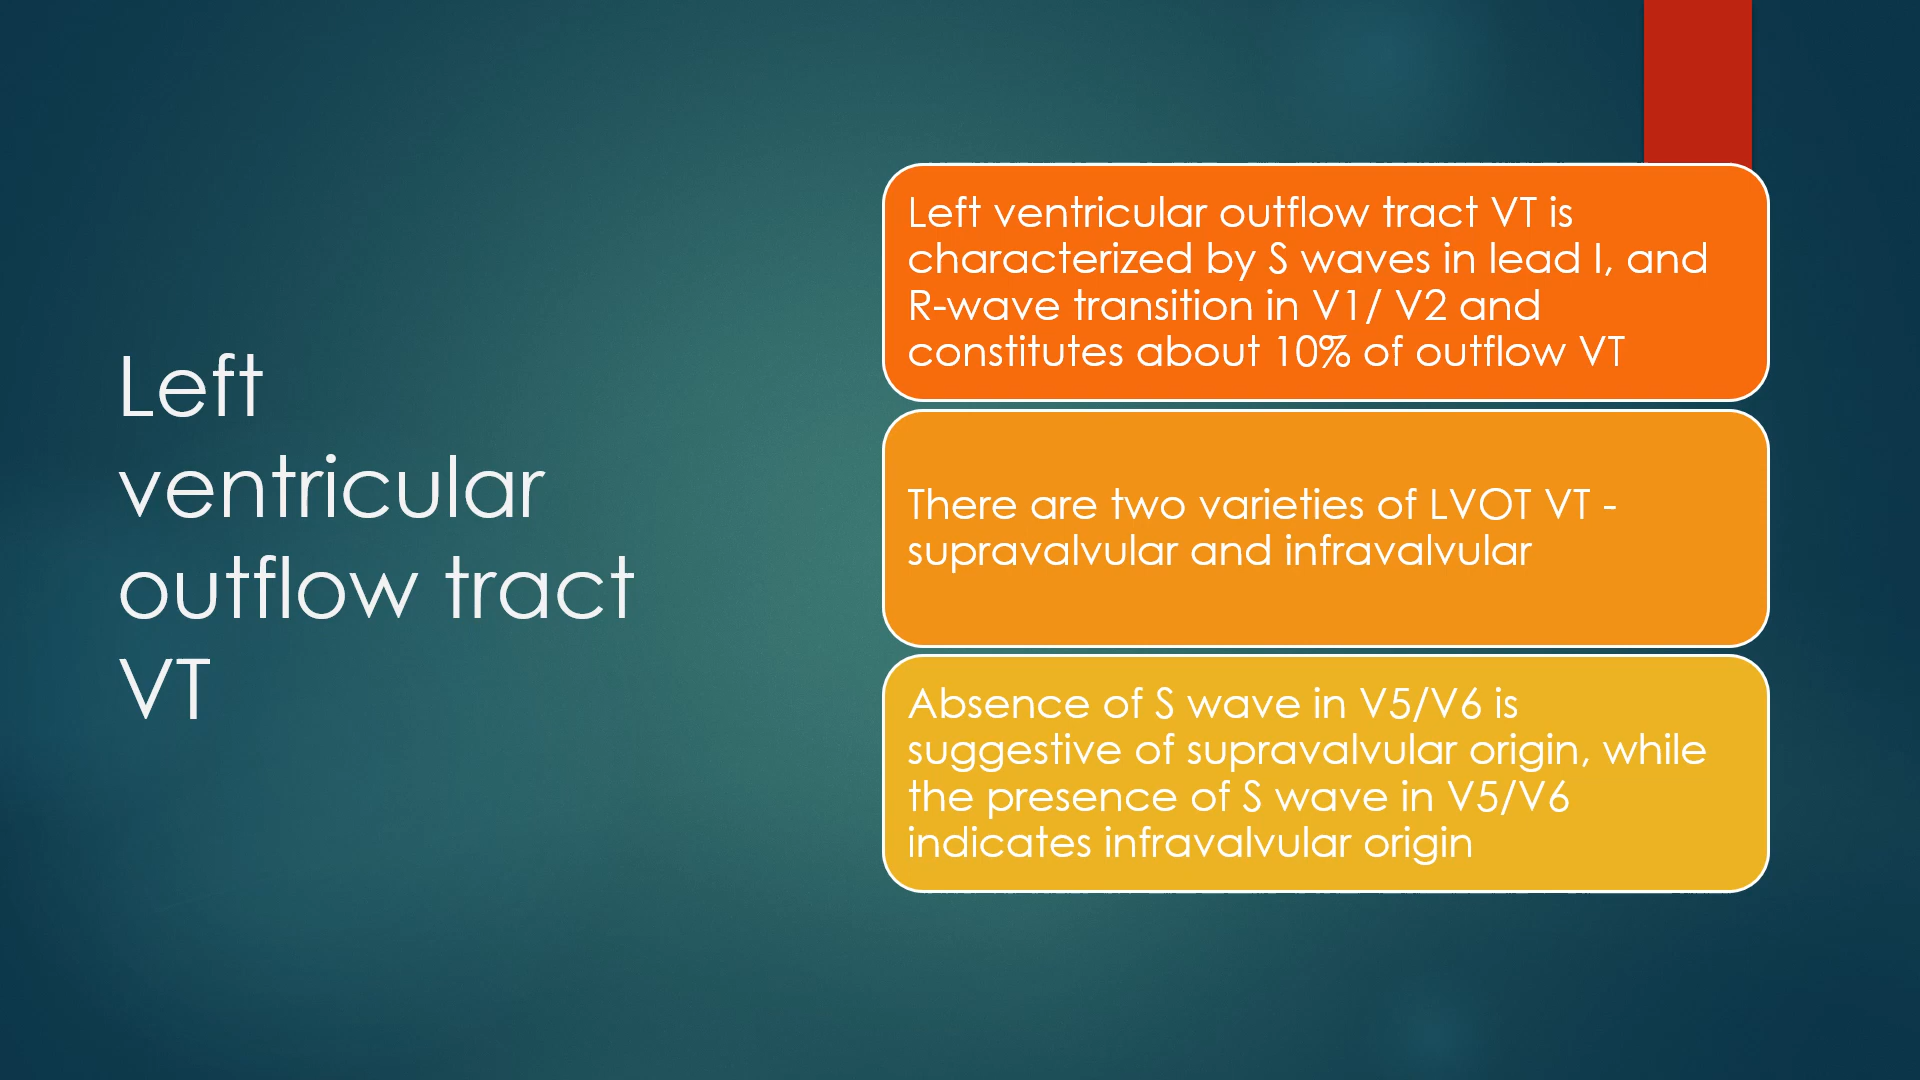 Left
ventricular
outflow tract
VT
Left ventricular outflow tract VT is
characterized by S waves in lead I, and
R-wave transition in V1/ V2 and
constitutes about 10% of outflow VT
There are two varieties of LVOT VT -
supravalvular and infravalvular
Absence of S wave in V5/V6 is
suggestive of supravalvular origin, while
the presence of S wave in V5/V6
indicates infravalvular origin